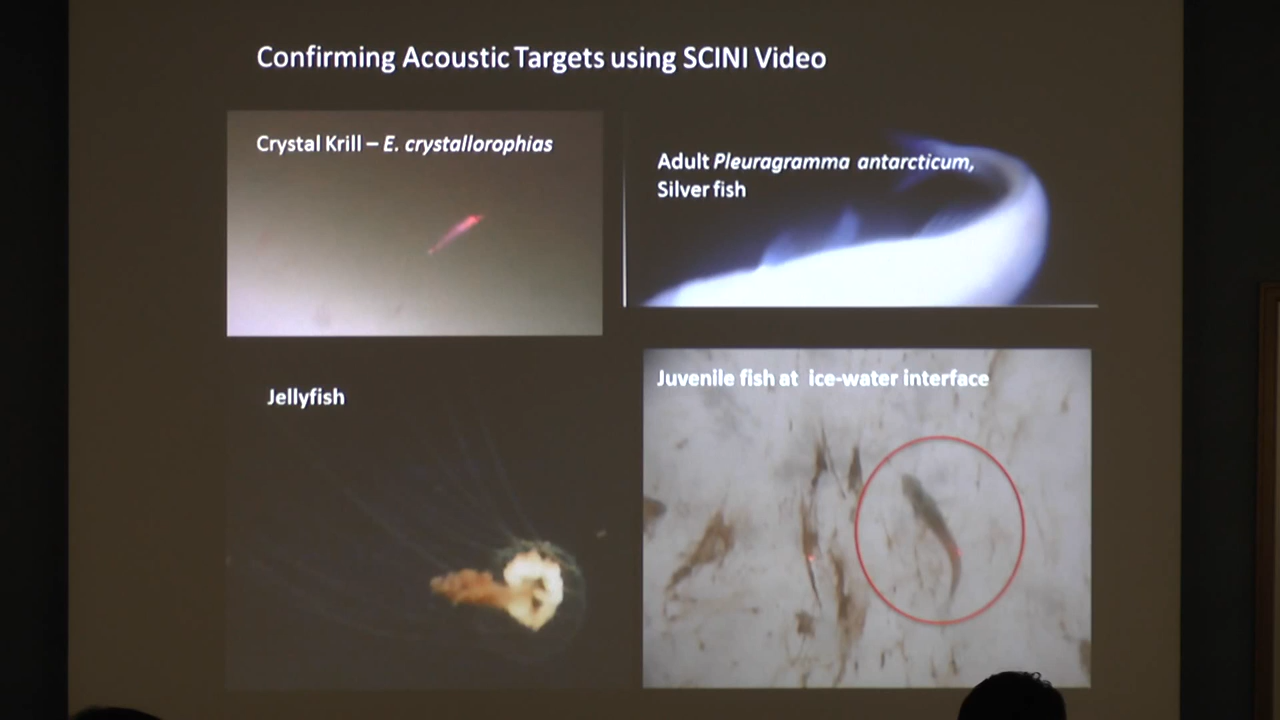 Confirming Acoustic Targets using SCINI Video
Crystal Krill – E. crystallorophias
Adult Pleuragramma antarcticum,
Silver fish
Jellyfish
Juvenile fish at ice-water interface